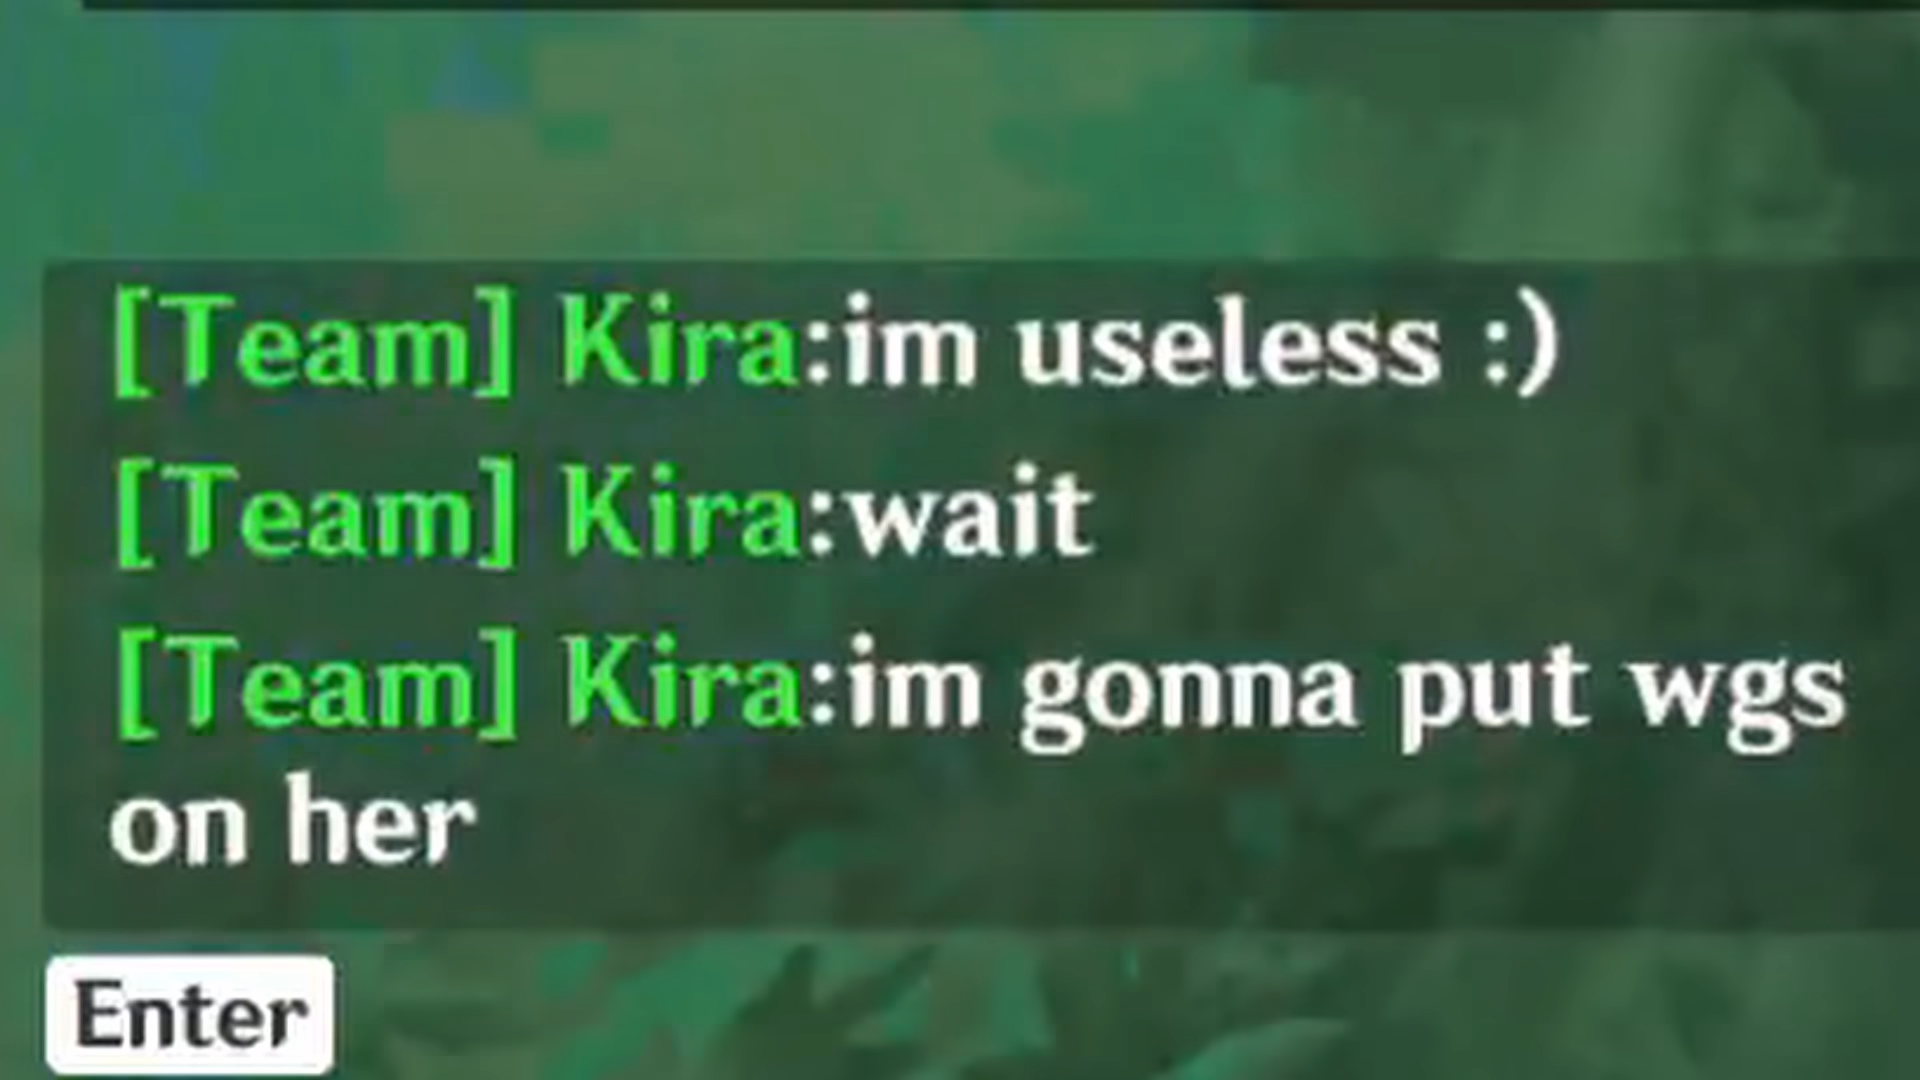 [Team] Kira:im useless :)
[Team] Kira:wait
[Team] Kira:im gonna put wgs
on her
Enter